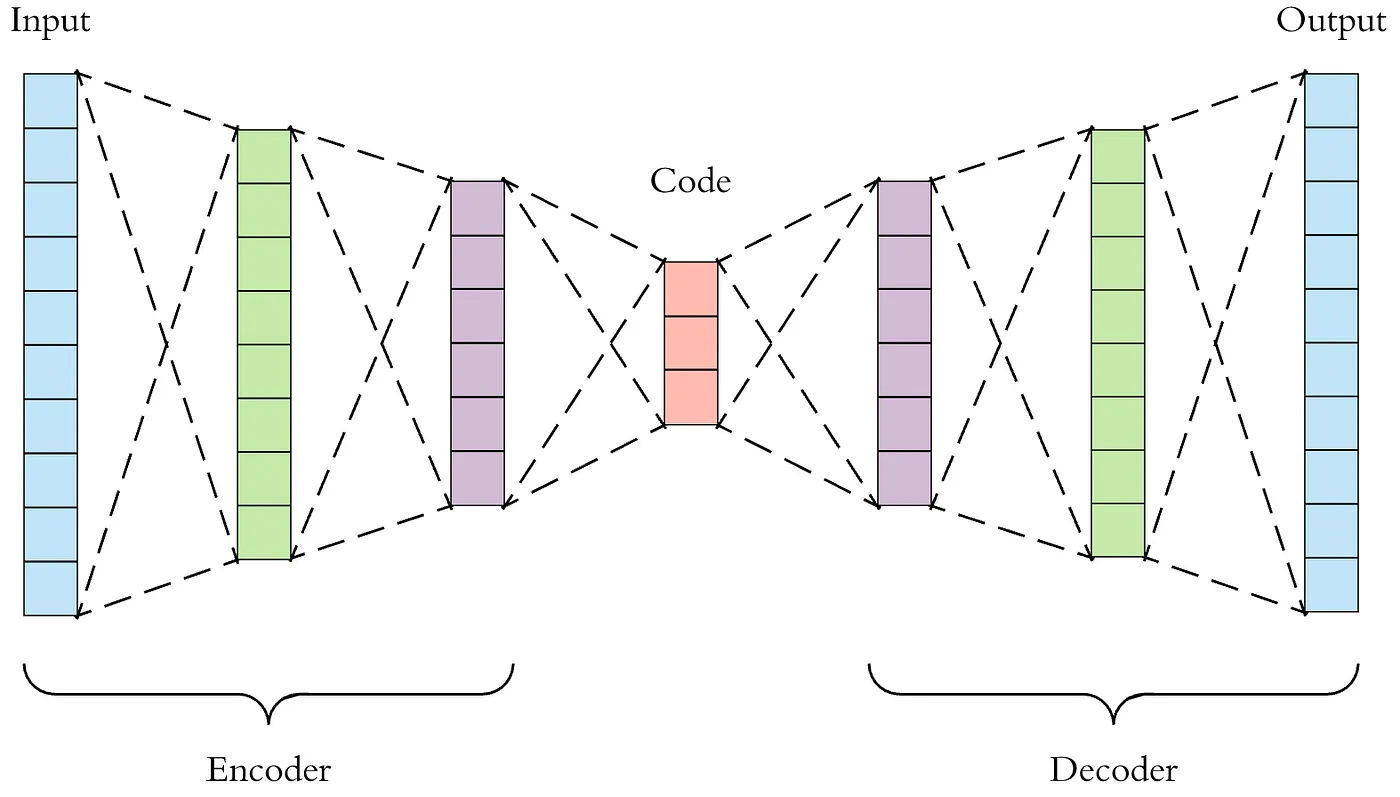 Input
Output
Code
Encoder
Decoder